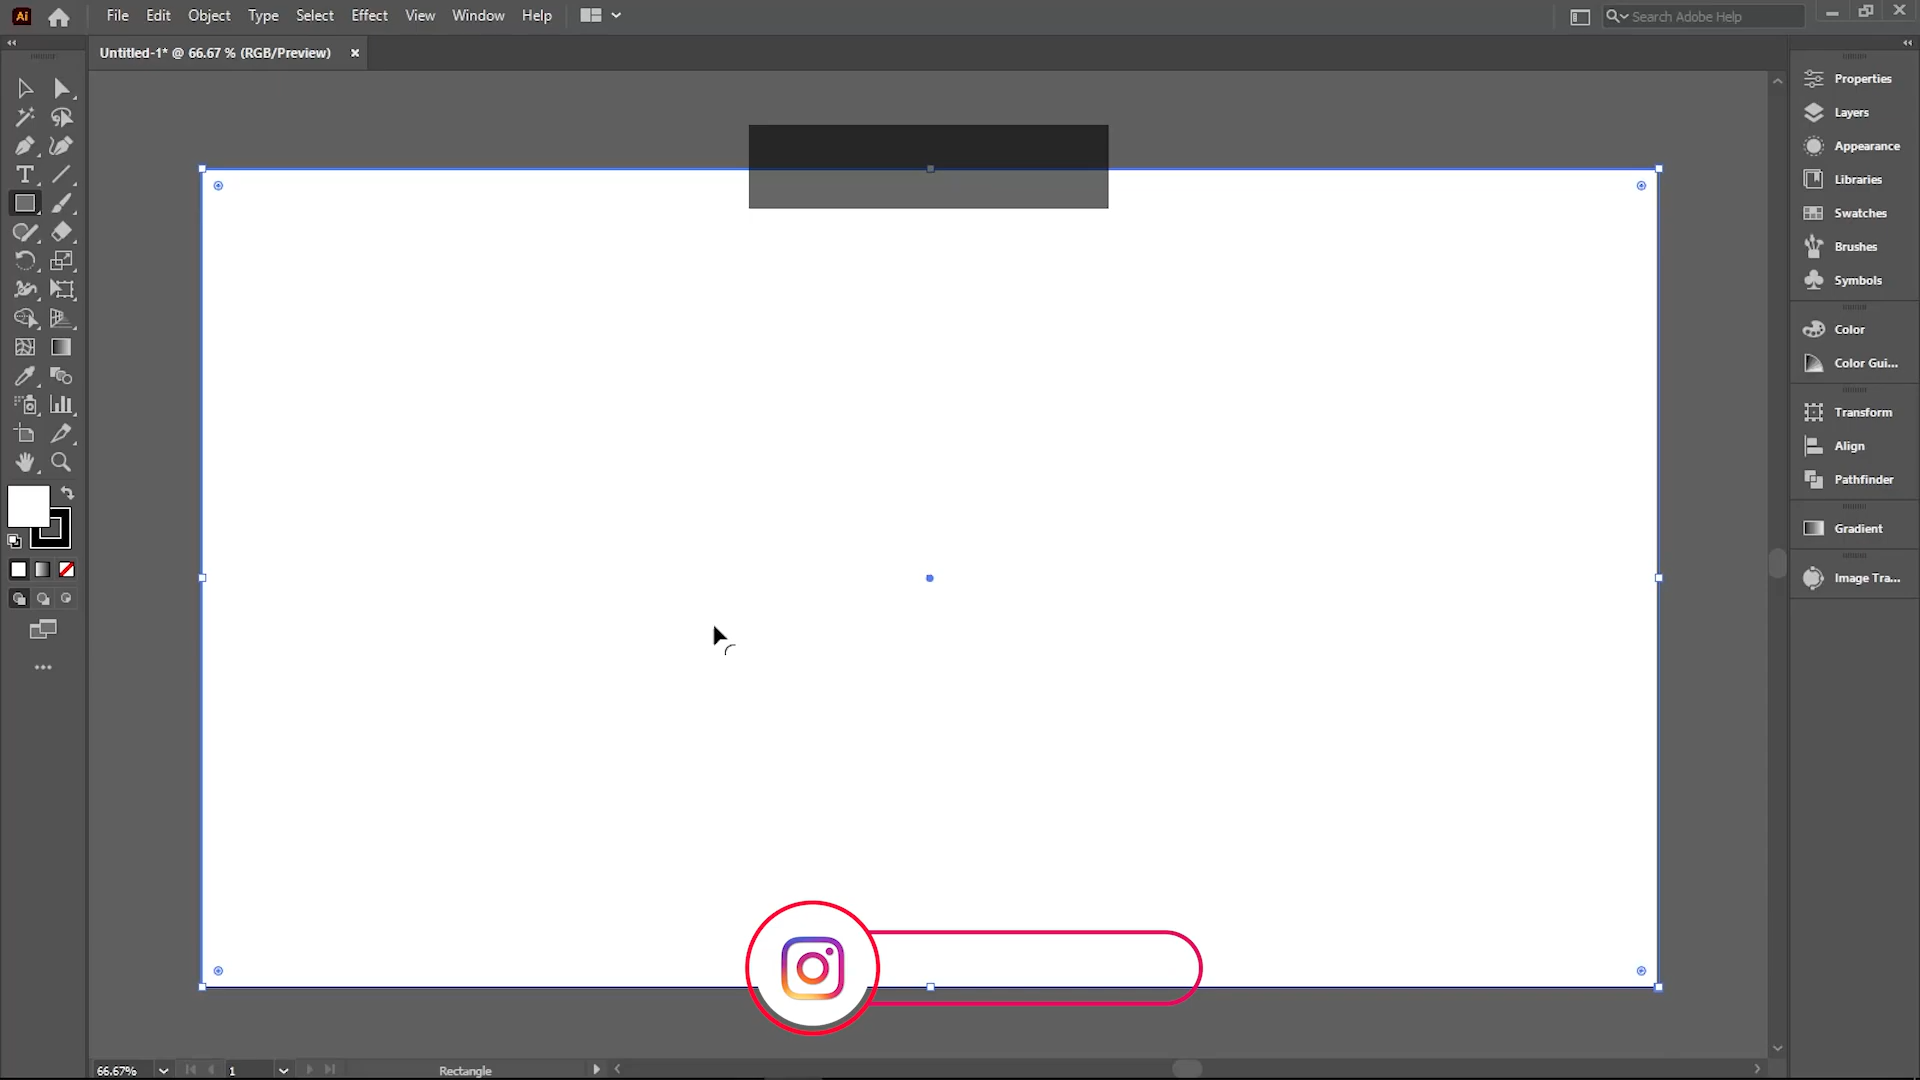 Ai File Edit Object Type Select Effect View Window Help Search Adobe Help
Untitled-1* @ 66.67 % (RGB/Preview)
Properties
Layers
Appearance
Libraries
Swatches
Brushes
Symbols
Color
Color Gui...
Transform
Align
Pathfinder
Gradient
Image Tra...
66.67% 1 Rectangle